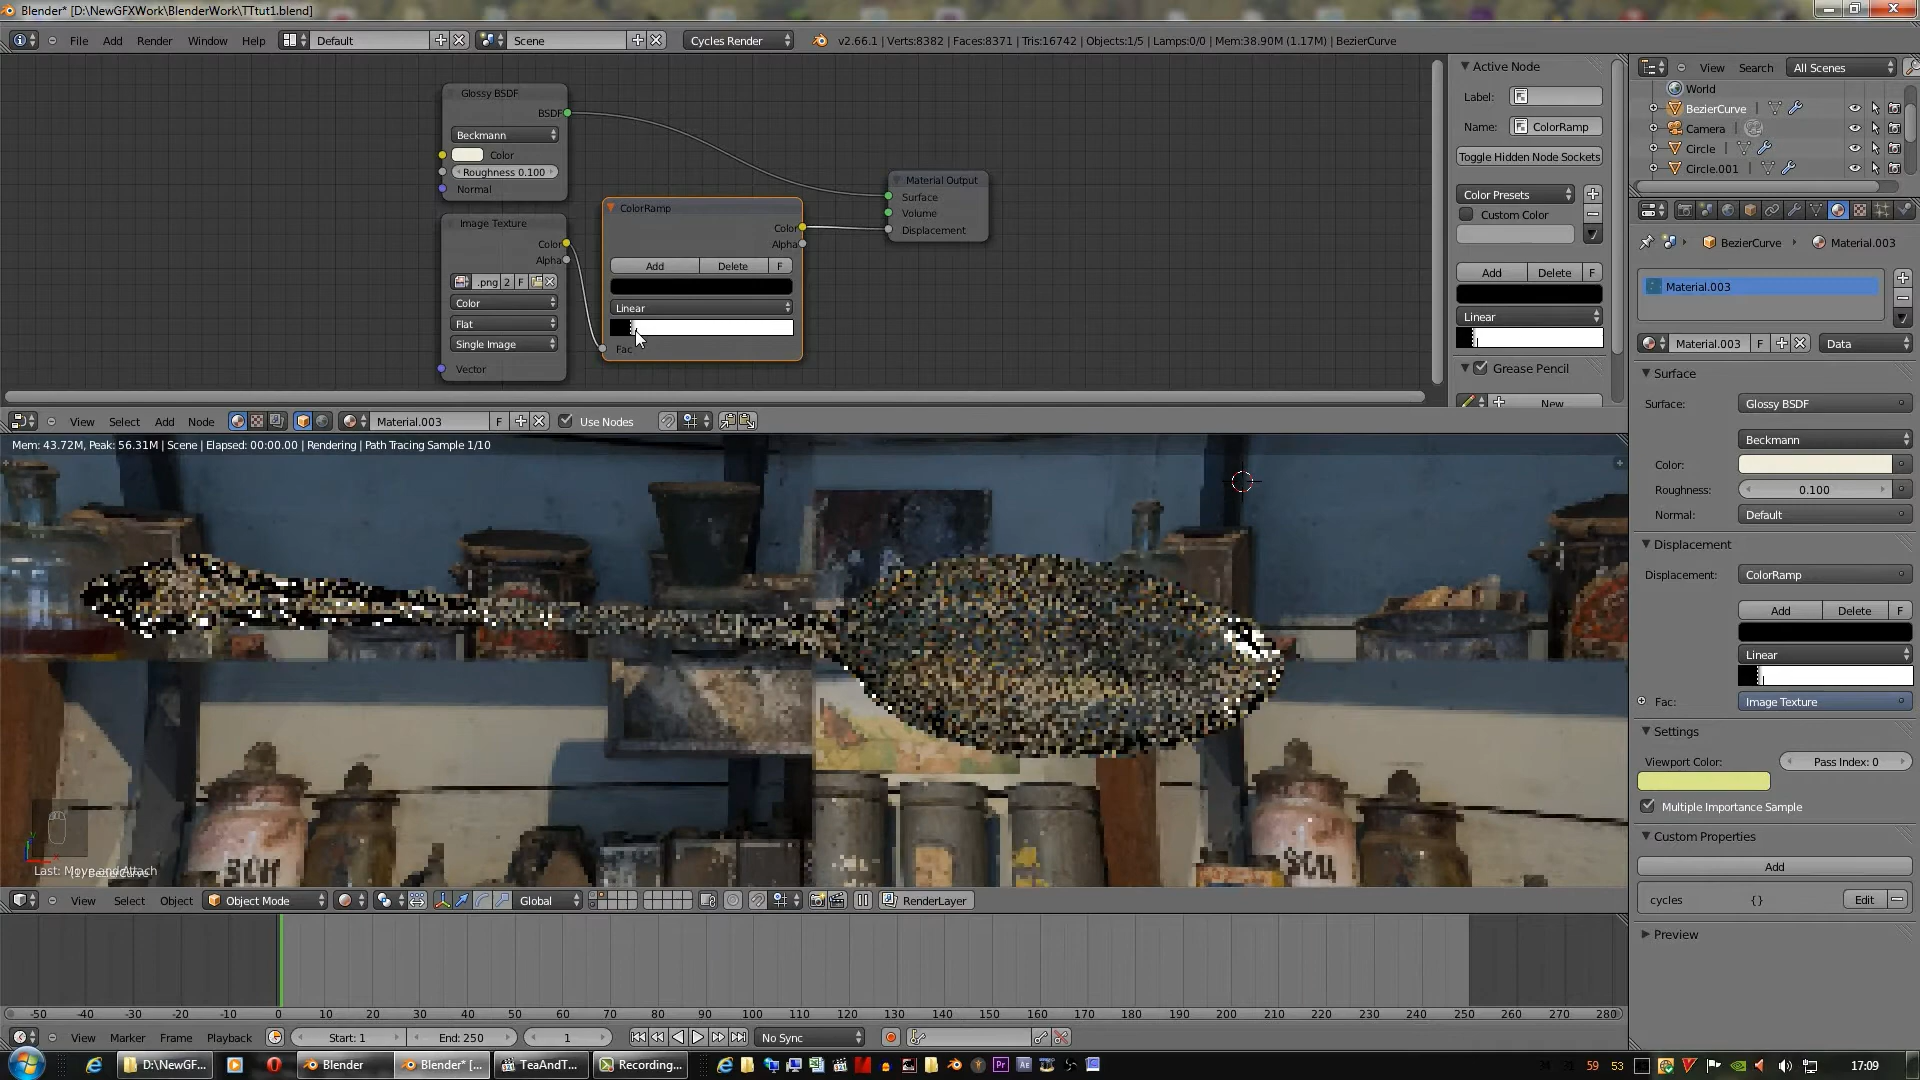 Blender* [D:\NewGFXWork\BlenderWork\TTtut1.blend]
File Add Render Window Help Default Scene Cycles Render v2.66.1 | Verts:8382 | Faces:8371 | Tris:16742 | Objects:1/5 | Lamps:0/0 | Mem:38.90M (1.17M) | BezierCurve
Glossy BSDF
BSDF
Beckmann
Color
Roughness 0.100
Normal
Image Texture
Color
Alpha
.png 2 F
Color
Flat
Single Image
Vector
ColorRamp
Color
Alpha
Add Delete F
Linear
Fac
Material Output
Surface
Volume
Displacement
Active Node
Label:
Name: ColorRamp
Toggle Hidden Node Sockets
Color Presets
Custom Color
Add Delete F
Linear
Grease Pencil
New
View Search All Scenes
World
BezierCurve
Camera
Circle
Circle.001
BezierCurve Material.003
Material.003
Material.003 F Data
Surface
Surface: Glossy BSDF
Beckmann
Color:
Roughness: 0.100
Normal: Default
Displacement
Displacement: ColorRamp
Add Delete F
Linear
Fac: Image Texture
Settings
Viewport Color: Pass Index: 0
Multiple Importance Sample
Custom Properties
Add
cycles {} Edit
Preview
View Select Add Node Material.003 F Use Nodes
Mem: 43.72M, Peak: 56.31M | Scene | Elapsed: 00:00.00 | Rendering | Path Tracing Sample 1/10
Last: Move and Attach
View Select Object Object Mode Global RenderLayer
-50 -40 -30 -20 -10 0 10 20 30 40 50 60 70 80 90 100 110 120 130 140 150 160 170 180 190 200 210 220 230 240 250 260 270 280
View Marker Frame Playback Start: 1 End: 250 1 No Sync
D:\NewGF... Blender Blender* [... TeaAndT... Recording... 59 53 17:09